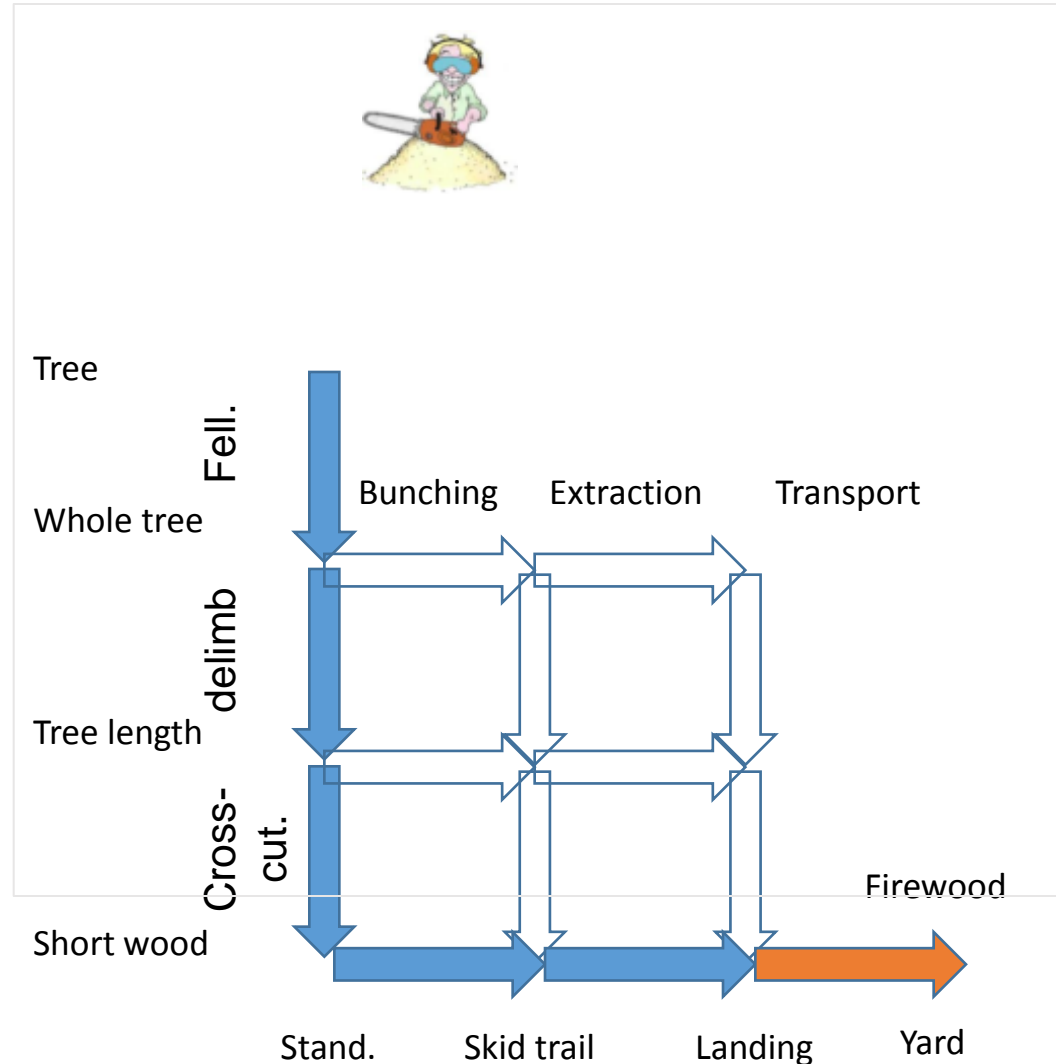 Tree
Fell.
Bunching
Extraction
Transport
Whole tree
delimb
Tree length
Cross-
cut.
Firewood
Short wood
Stand.
Skid trail
Landing
Yard